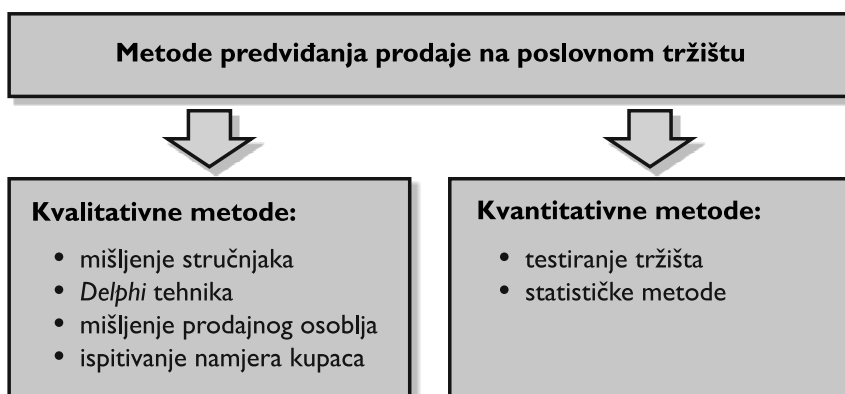 Metode predviđanja prodaje na poslovnom tržištu
Kvalitativne metode:
• mišljenje stručnjaka
• Delphi tehnika
• mišljenje prodajnog osoblja
• ispitivanje namjera kupaca
Kvantitativne metode:
• testiranje tržišta
• statističke metode